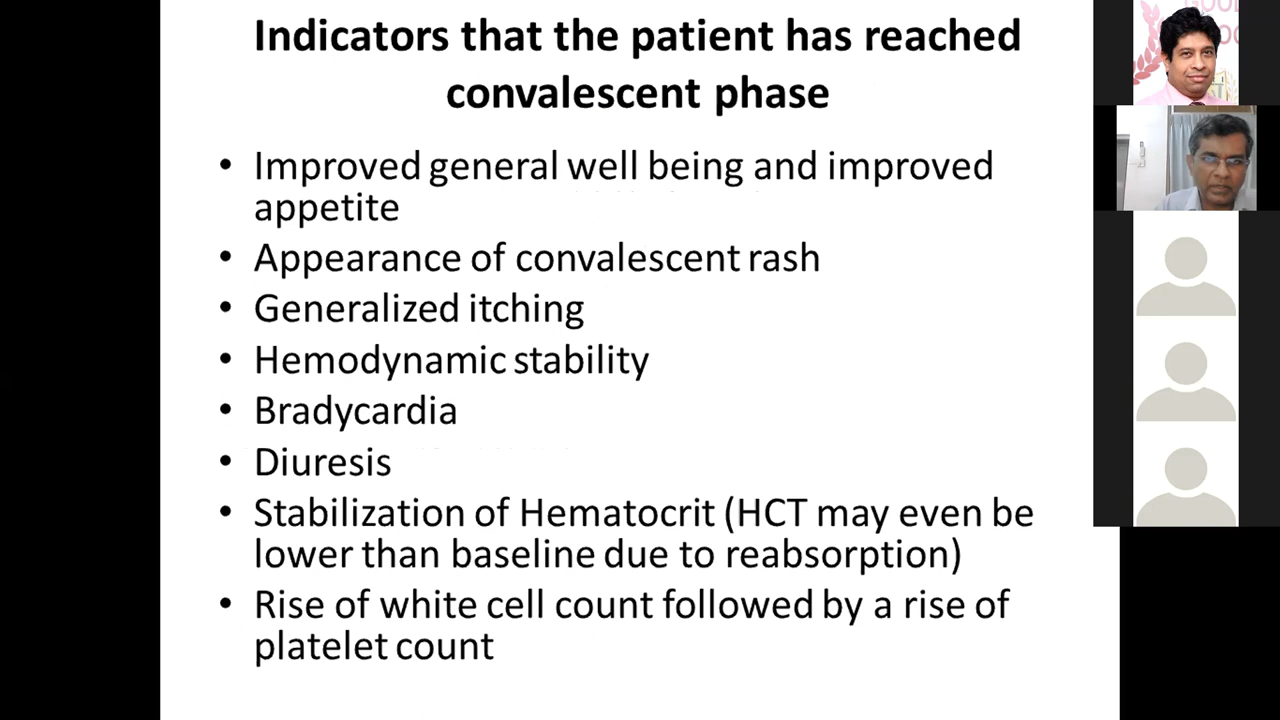 Indicators that the patient has reached
convalescent phase
• Improved general well being and improved
appetite
• Appearance of convalescent rash
• Generalized itching
• Hemodynamic stability
• Bradycardia
• Diuresis
• Stabilization of Hematocrit (HCT may even be
lower than baseline due to reabsorption)
• Rise of white cell count followed by a rise of
platelet count